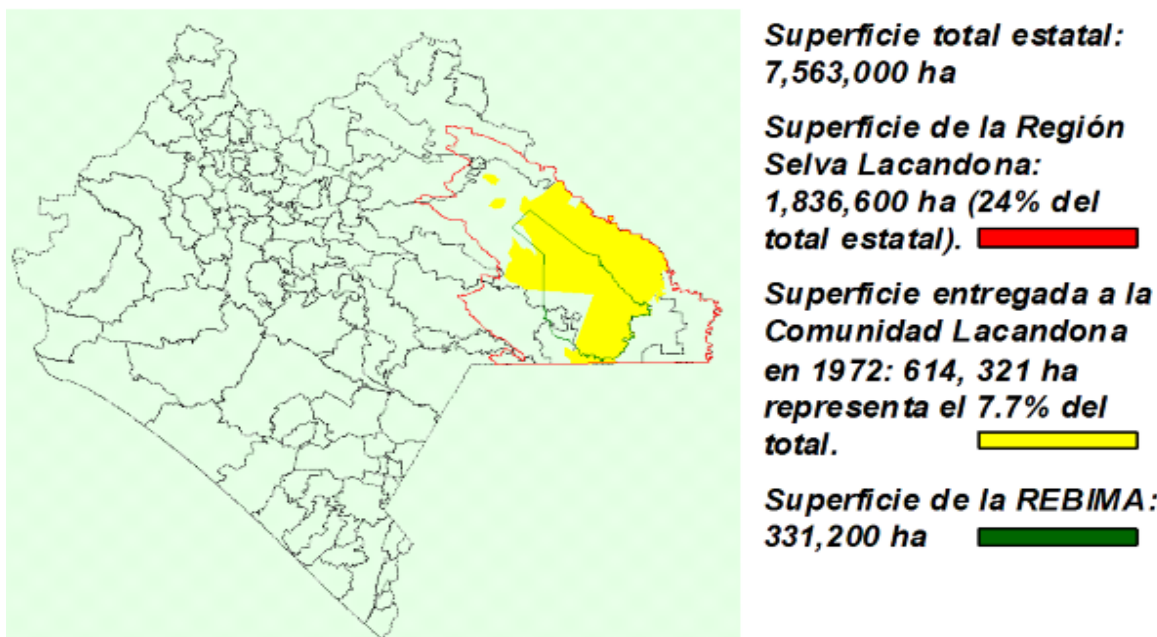 Superficie total estatal:
7,563,000 ha
Superficie de la Región
Selva Lacandona:
1,836,600 ha (24% del
total estatal).
Superficie entregada a la
Comunidad Lacandona
en 1972: 614, 321 ha
representa el 7.7% del
total.
Superficie de la REBIMA:
331,200 ha